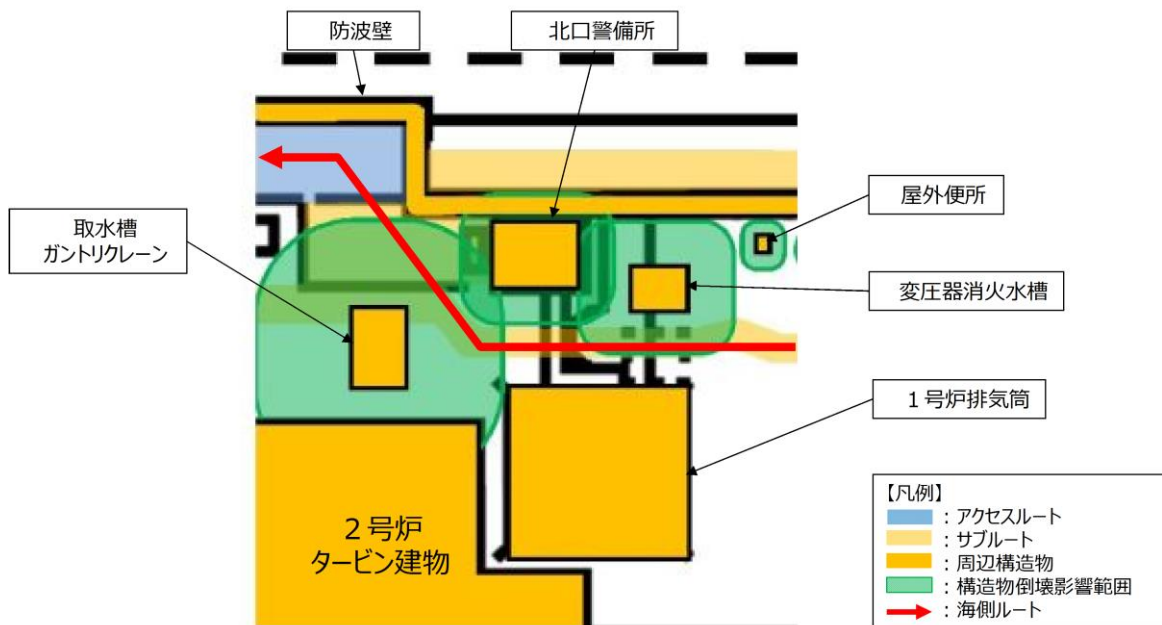 防波壁
北口警備所
屋外便所
取水槽
ガントリクレーン
変圧器消火水槽
1号炉排気筒
2号炉
タービン建物
【凡例】
：アクセスルート
：サブルート
：周辺構造物
：構造物倒壊影響範囲
：海側ルート